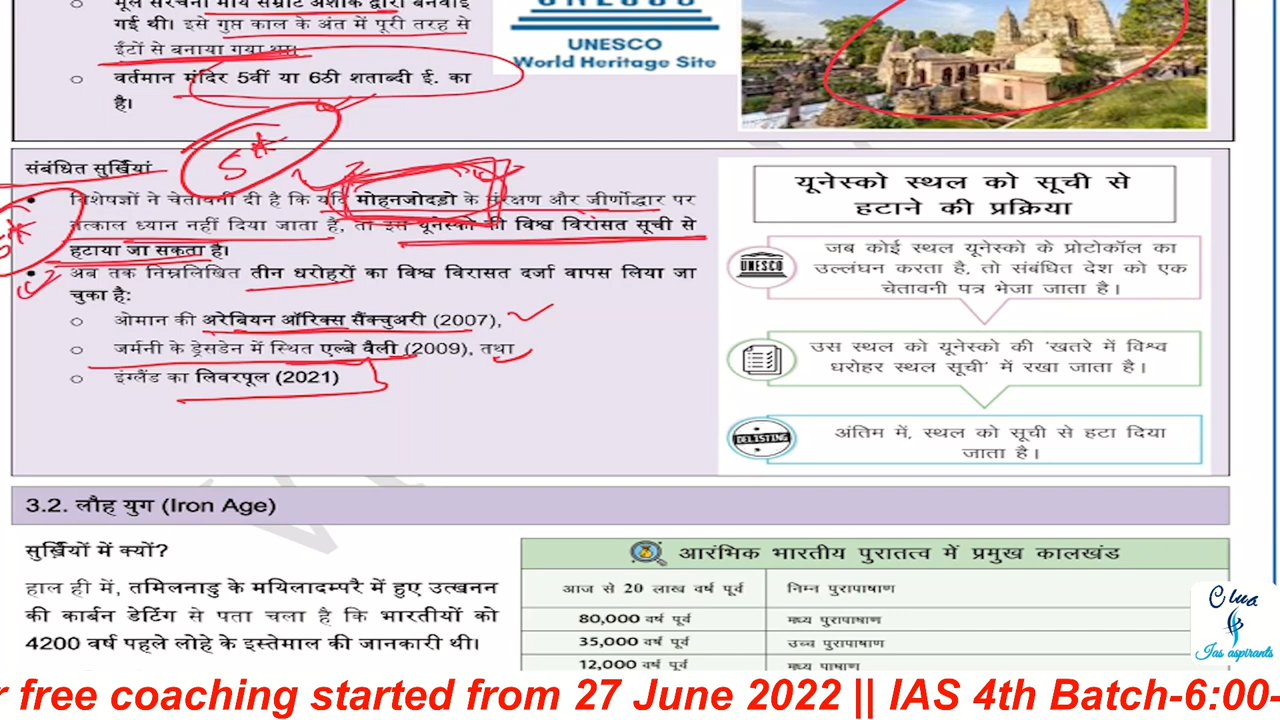 मूल संरचना मौर्य सम्राट अशोक द्वारा बनवाई
गई थी। इसे गुप्त काल के अंत में पूरी तरह से
ईंटों से बनाया गया था।
वर्तमान मंदिर 5वीं या 6ठी शताब्दी ई. का
है।
UNESCO
UNESCO
World Heritage Site
5*
संबंधित सुर्खियां
विशेषज्ञों ने चेतावनी दी है कि यदि मोहनजोदड़ो के संरक्षण और जीर्णोद्धार पर
तत्काल ध्यान नहीं दिया जाता है, तो इसे यूनेस्को की विश्व विरासत सूची से
हटाया जा सकता है।
अब तक निम्नलिखित तीन धरोहरों का विश्व विरासत दर्जा वापस लिया जा
चुका है:
ओमान की अरेबियन ऑरिक्स सैंक्चुअरी (2007),
जर्मनी के ड्रेसडेन में स्थित एल्बे वैली (2009), तथा
इंग्लैंड का लिवरपूल (2021)
यूनेस्को स्थल को सूची से
हटाने की प्रक्रिया
UNESCO
जब कोई स्थल यूनेस्को के प्रोटोकॉल का
उल्लंघन करता है, तो संबंधित देश को एक
चेतावनी पत्र भेजा जाता है।
उस स्थल को यूनेस्को की 'खतरे में विश्व
धरोहर स्थल सूची' में रखा जाता है।
DELISTING
अंतिम में, स्थल को सूची से हटा दिया
जाता है।
3.2. लौह युग (Iron Age)
सुर्ख़ियों में क्यों?
हाल ही में, तमिलनाडु के मयिलादम्परै में हुए उत्खनन
की कार्बन डेटिंग से पता चला है कि भारतीयों को
4200 वर्ष पहले लोहे के इस्तेमाल की जानकारी थी।
आरंभिक भारतीय पुरातत्व में प्रमुख कालखंड
आज से 20 लाख वर्ष पूर्व निम्न पुरापाषाण
80,000 वर्ष पूर्व मध्य पुरापाषाण
35,000 वर्ष पूर्व उच्च पुरापाषाण
12,000 वर्ष पूर्व मध्य पाषाण
Ias aspirants
r free coaching started from 27 June 2022 || IAS 4th Batch-6:00-